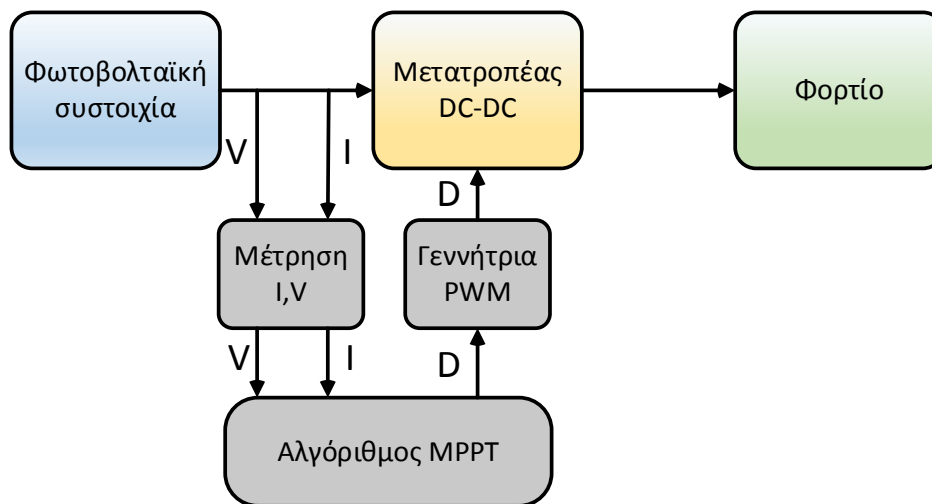 Φωτοβολταϊκή
συστοιχία
Μετατροπέας
DC-DC
Φορτίο
V
I
D
Μέτρηση
I,V
Γεννήτρια
PWM
V
I
D
Αλγόριθμος MPPT